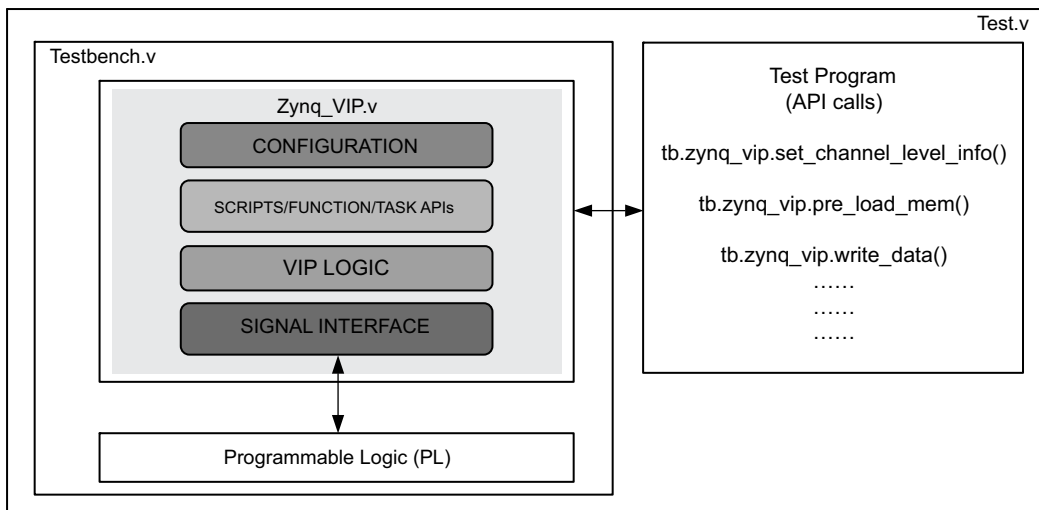 Test.v
Testbench.v
Zynq_VIP.v
CONFIGURATION
SCRIPTS/FUNCTION/TASK APIs
VIP LOGIC
SIGNAL INTERFACE
Programmable Logic (PL)
Test Program
(API calls)
tb.zynq_vip.set_channel_level_info()
tb.zynq_vip.pre_load_mem()
tb.zynq_vip.write_data()
......
......
......